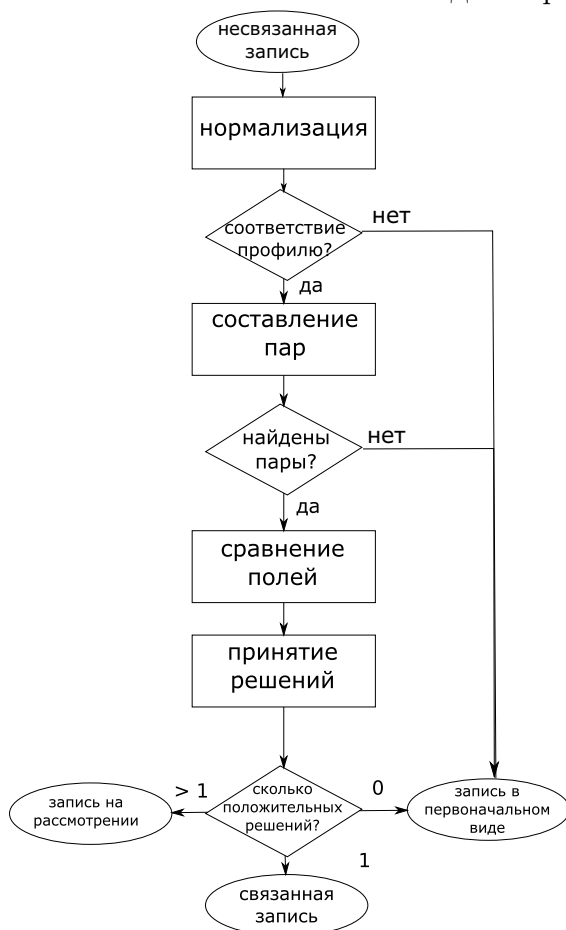 несвязанная
запись
нормализация
соответствие
профилю?
нет
да
составление
пар
найдены
пары?
нет
да
сравнение
полей
принятие
решений
сколько
положительных
решений?
> 1
0
1
запись на
рассмотрении
запись в
первоначальном
виде
связанная
запись